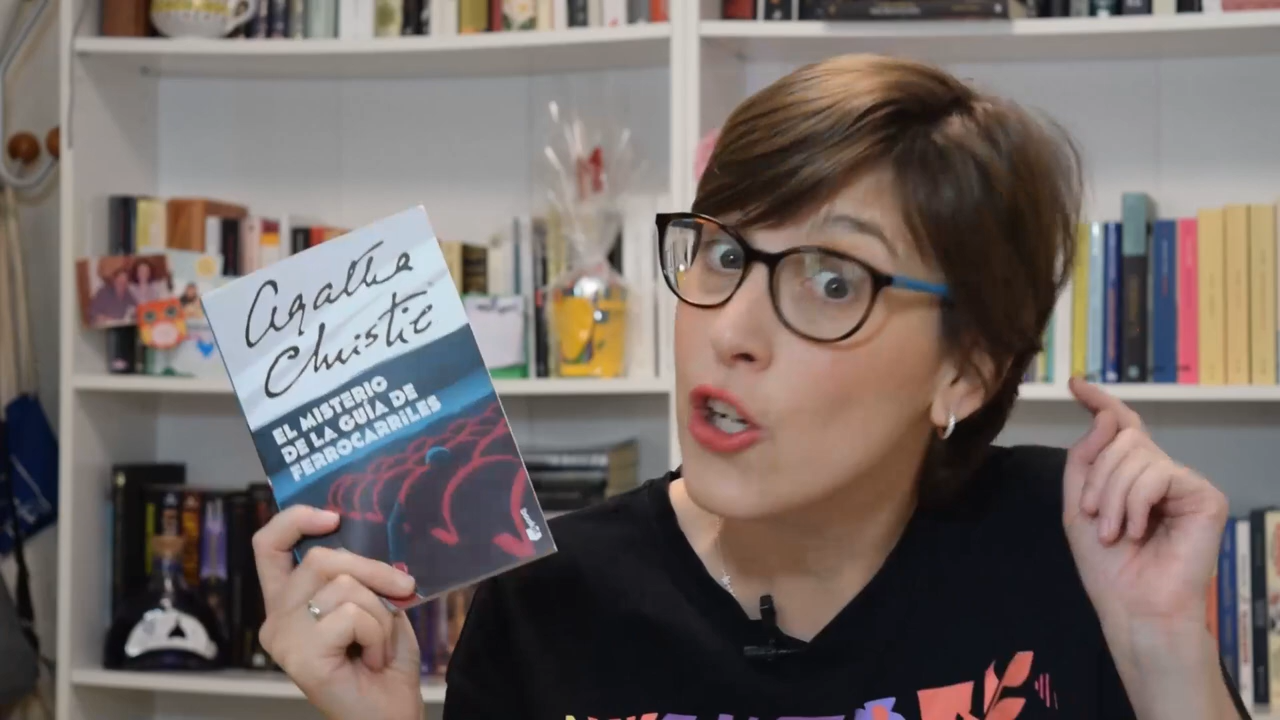 Agatha
Christie
EL MISTERIO
DE LA GUÍA DE
FERROCARRILES